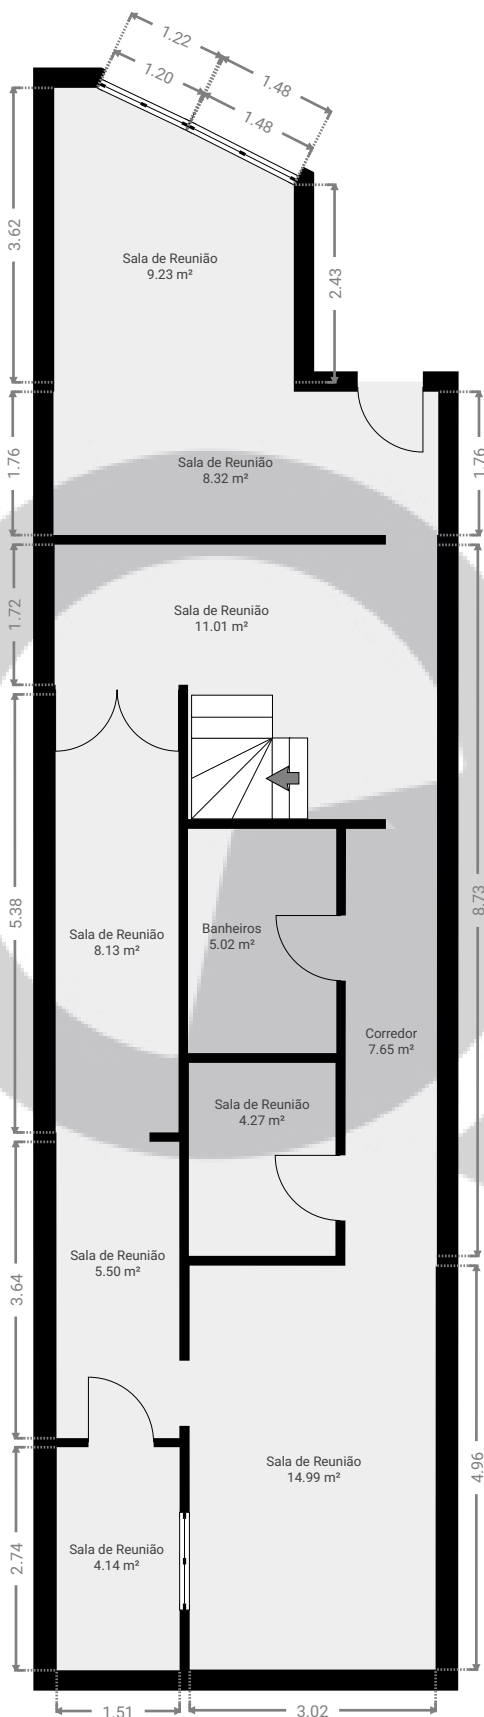 1.22
1.20
1.48
1.48
3.62
2.43
Sala de Reunião
9.23 m²
1.76
1.76
Sala de Reunião
8.32 m²
1.72
Sala de Reunião
11.01 m²
5.38
8.73
Sala de Reunião
8.13 m²
Banheiros
5.02 m²
Corredor
7.65 m²
Sala de Reunião
4.27 m²
3.64
Sala de Reunião
5.50 m²
4.96
Sala de Reunião
14.99 m²
2.74
Sala de Reunião
4.14 m²
1.51
3.02